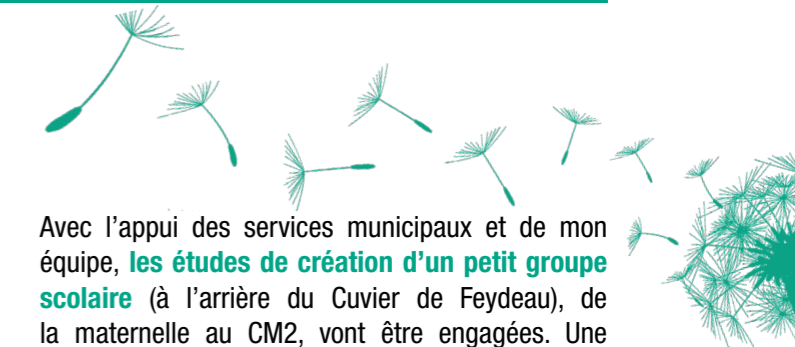 Avec l’appui des services municipaux et de mon
équipe, les études de création d’un petit groupe
scolaire (à l’arrière du Cuvier de Feydeau), de
la maternelle au CM2, vont être engagées. Une